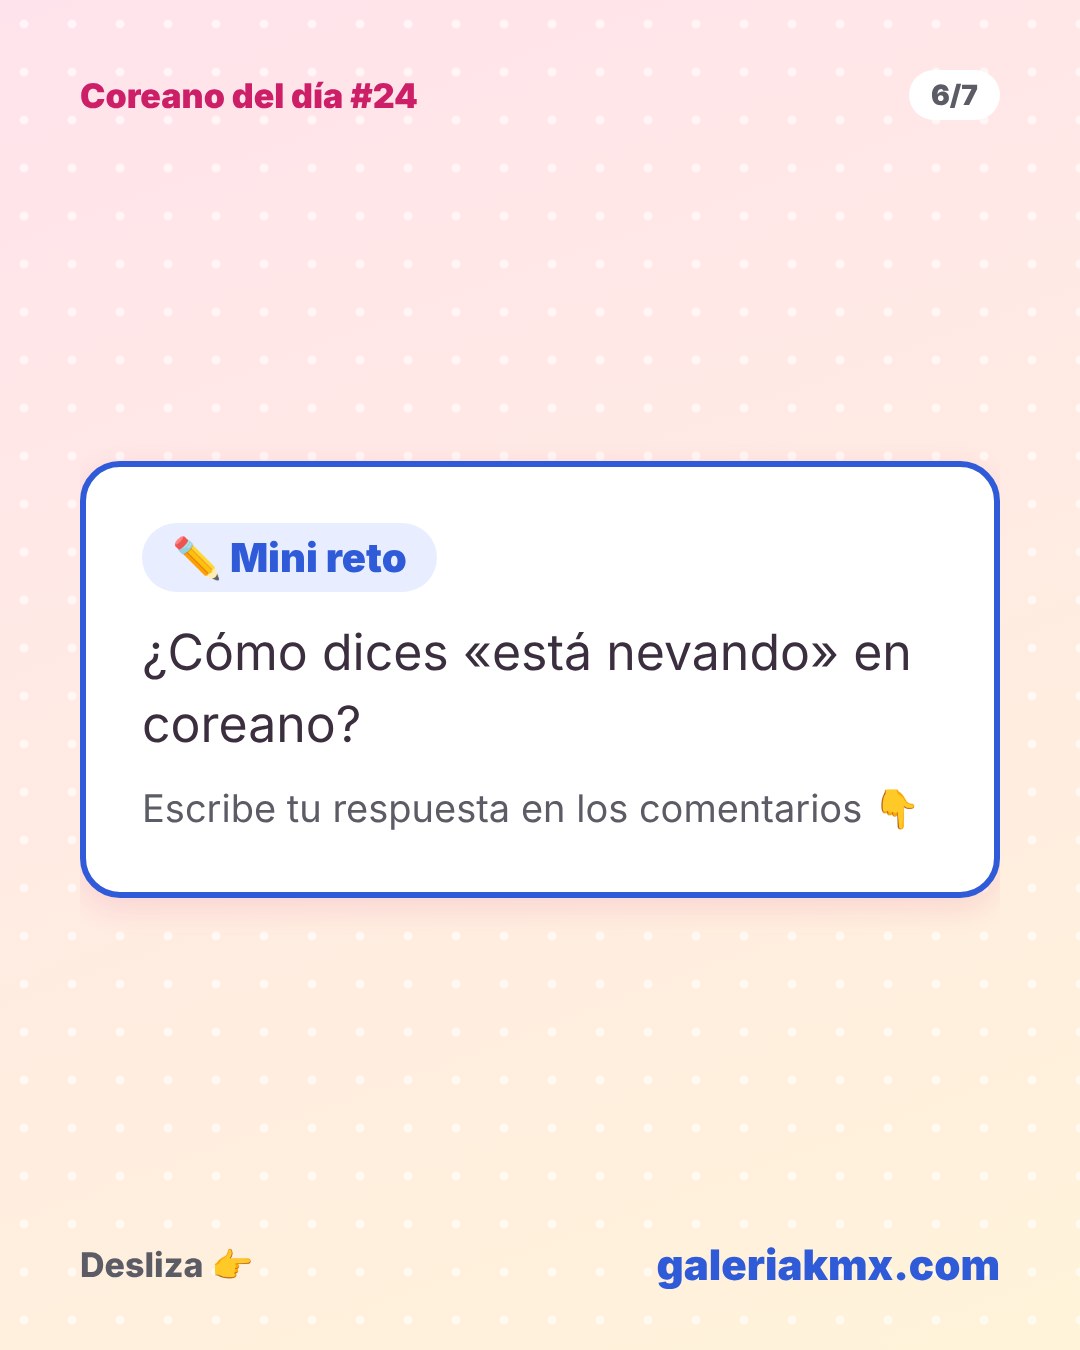 Coreano del día #24
6/7
✏️ Mini reto
¿Cómo dices «está nevando» en
coreano?
Escribe tu respuesta en los comentarios 👇
Desliza 👉
galeriakmx.com